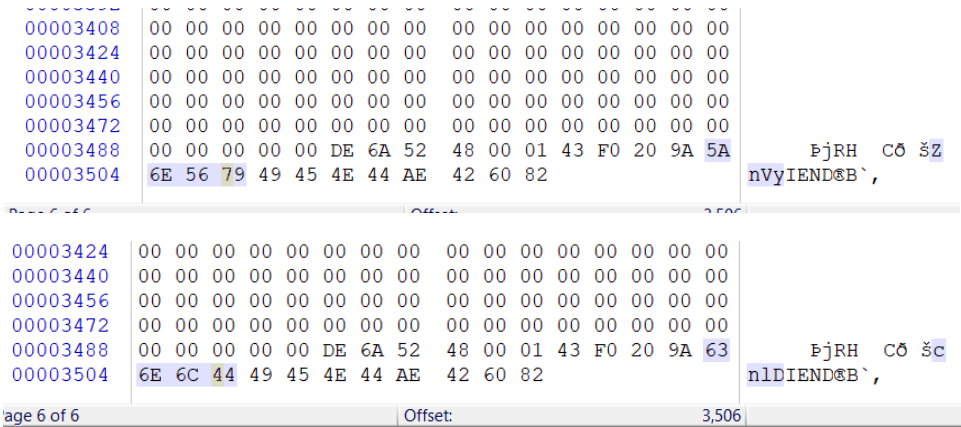 00003408 00 00 00 00 00 00 00 00 00 00 00 00 00 00 00 00
00003424 00 00 00 00 00 00 00 00 00 00 00 00 00 00 00 00
00003440 00 00 00 00 00 00 00 00 00 00 00 00 00 00 00 00
00003456 00 00 00 00 00 00 00 00 00 00 00 00 00 00 00 00
00003472 00 00 00 00 00 00 00 00 00 00 00 00 00 00 00 00
00003488 00 00 00 00 00 DE 6A 52 48 00 01 43 F0 20 9A 5A ÞjRH Cð šZ
00003504 6E 56 79 49 45 4E 44 AE 42 60 82 nVyIEND®B`‚
00003424 00 00 00 00 00 00 00 00 00 00 00 00 00 00 00 00
00003440 00 00 00 00 00 00 00 00 00 00 00 00 00 00 00 00
00003456 00 00 00 00 00 00 00 00 00 00 00 00 00 00 00 00
00003472 00 00 00 00 00 00 00 00 00 00 00 00 00 00 00 00
00003488 00 00 00 00 00 DE 6A 52 48 00 01 43 F0 20 9A 63 ÞjRH Cð šc
00003504 6E 6C 44 49 45 4E 44 AE 42 60 82 nlDIEND®B`‚
age 6 of 6 Offset: 3,506